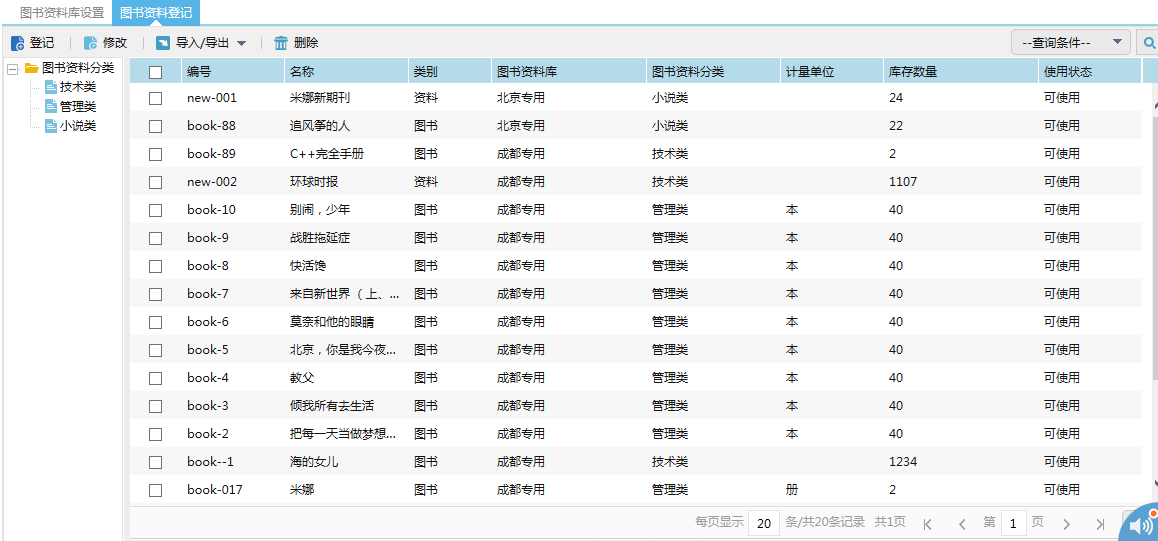 图书资料库设置 图书资料登记
登记 修改 导入/导出 删除 --查询条件--
图书资料分类
技术类
管理类
小说类
编号 名称 类别 图书资料库 图书资料分类 计量单位 库存数量 使用状态
new-001 米娜新期刊 资料 北京专用 小说类 24 可使用
book-88 追风筝的人 图书 北京专用 小说类 22 可使用
book-89 C++完全手册 图书 成都专用 技术类 2 可使用
new-002 环球时报 资料 成都专用 技术类 1107 可使用
book-10 别闹，少年 图书 成都专用 管理类 本 40 可使用
book-9 战胜拖延症 图书 成都专用 管理类 本 40 可使用
book-8 快活馋 图书 成都专用 管理类 本 40 可使用
book-7 来自新世界（上、... 图书 成都专用 管理类 本 40 可使用
book-6 莫奈和他的眼睛 图书 成都专用 管理类 本 40 可使用
book-5 北京，你是我今夜... 图书 成都专用 管理类 本 40 可使用
book-4 教父 图书 成都专用 管理类 本 40 可使用
book-3 倾我所有去生活 图书 成都专用 管理类 本 40 可使用
book-2 把每一天当做梦想... 图书 成都专用 管理类 本 40 可使用
book--1 海的女儿 图书 成都专用 技术类 1234 可使用
book-017 米娜 图书 成都专用 管理类 册 2 可使用
每页显示 20 条/共20条记录 共1页 第 1 页